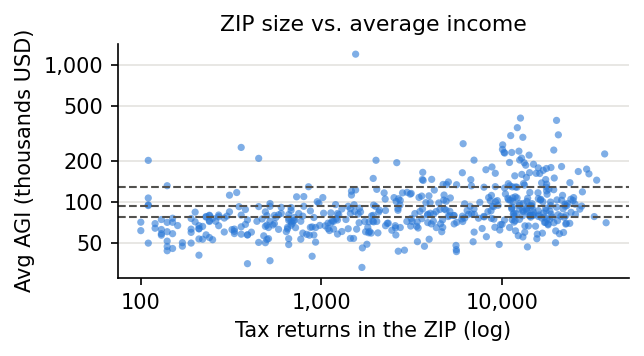 ZIP size vs. average income
Avg AGI (thousands USD)
1,000
500
200
100
50
100
1,000
10,000
Tax returns in the ZIP (log)